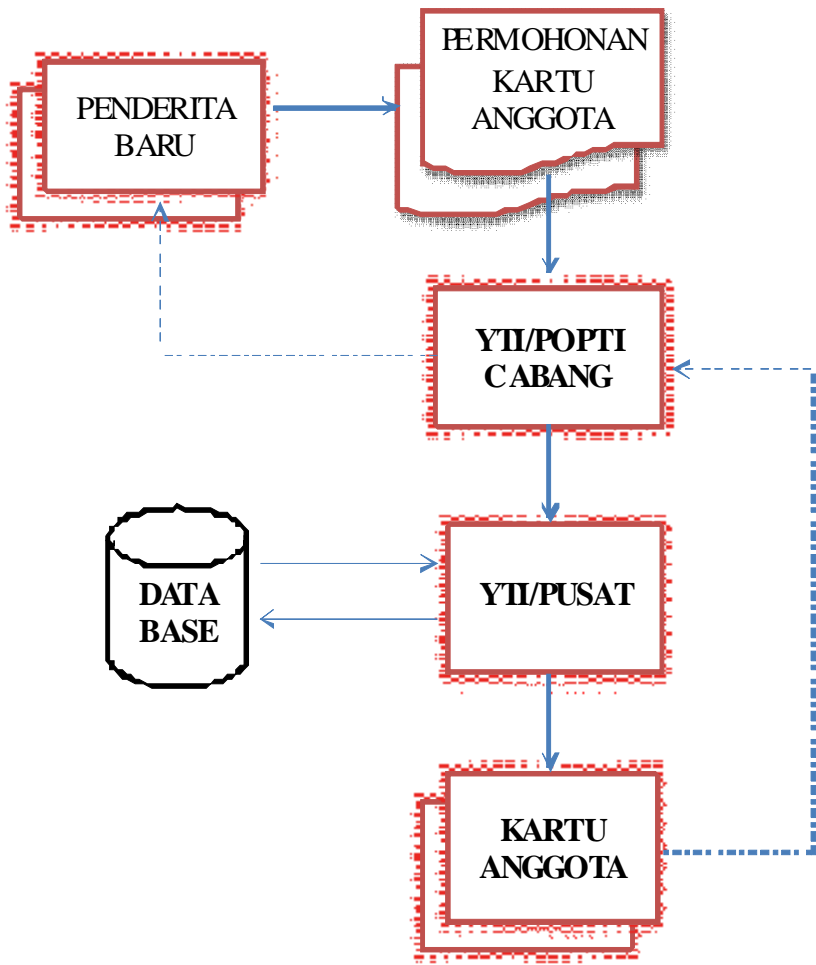 PENDERITA
BARU
PERMOHONAN
KARTU
ANGGOTA
YTI/POPTI
CABANG
DATA
BASE
YTI/PUSAT
KARTU
ANGGOTA